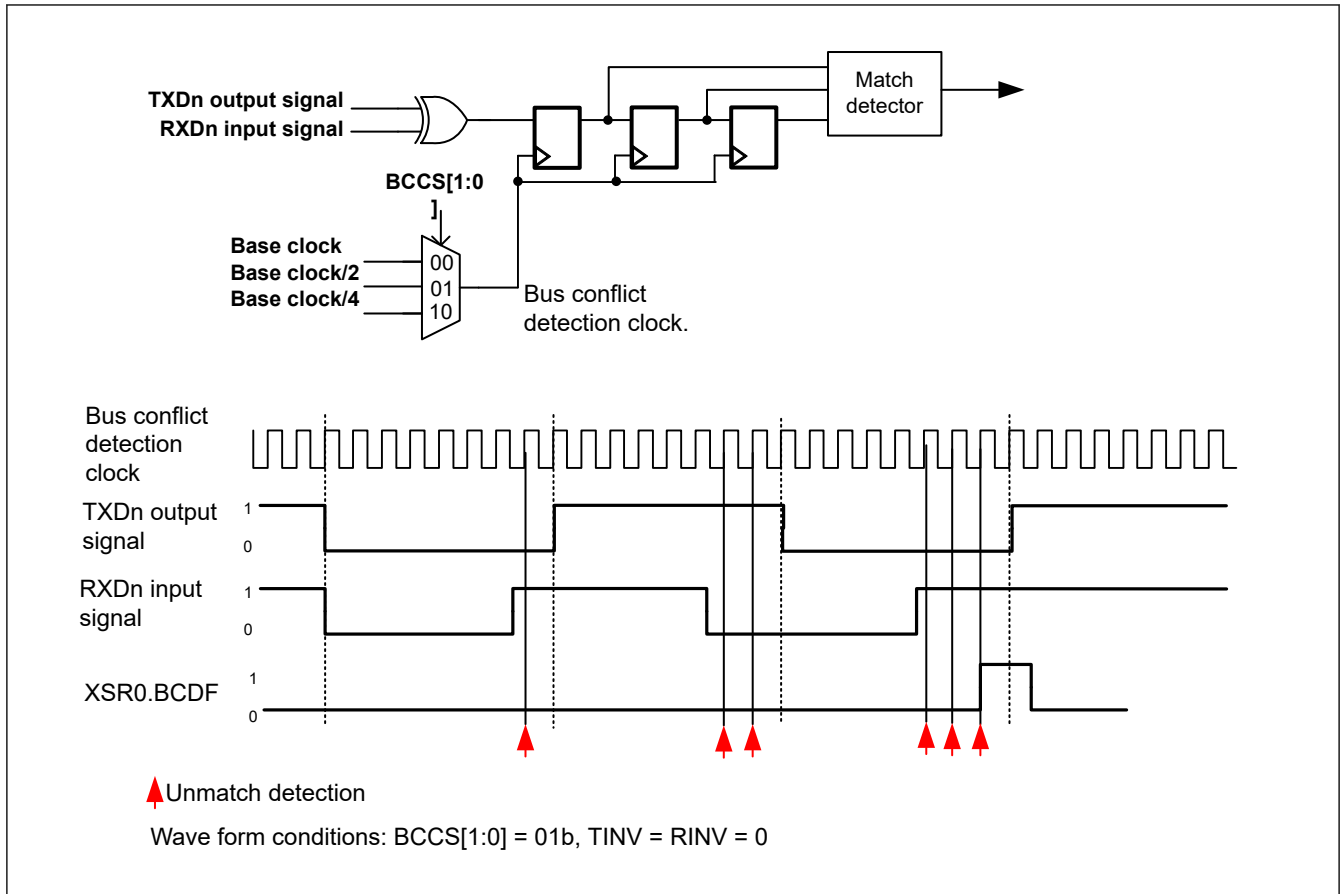 TXDn output signal
RXDn input signal
Match
detector
BCCS[1:0
]
Base clock
Base clock/2
Base clock/4
00
01
10
Bus conflict
detection clock.
Bus conflict
detection
clock
TXDn output
signal
1
0
RXDn input
signal
1
0
XSR0.BCDF
1
0
Unmatch detection
Wave form conditions: BCCS[1:0] = 01b, TINV = RINV = 0